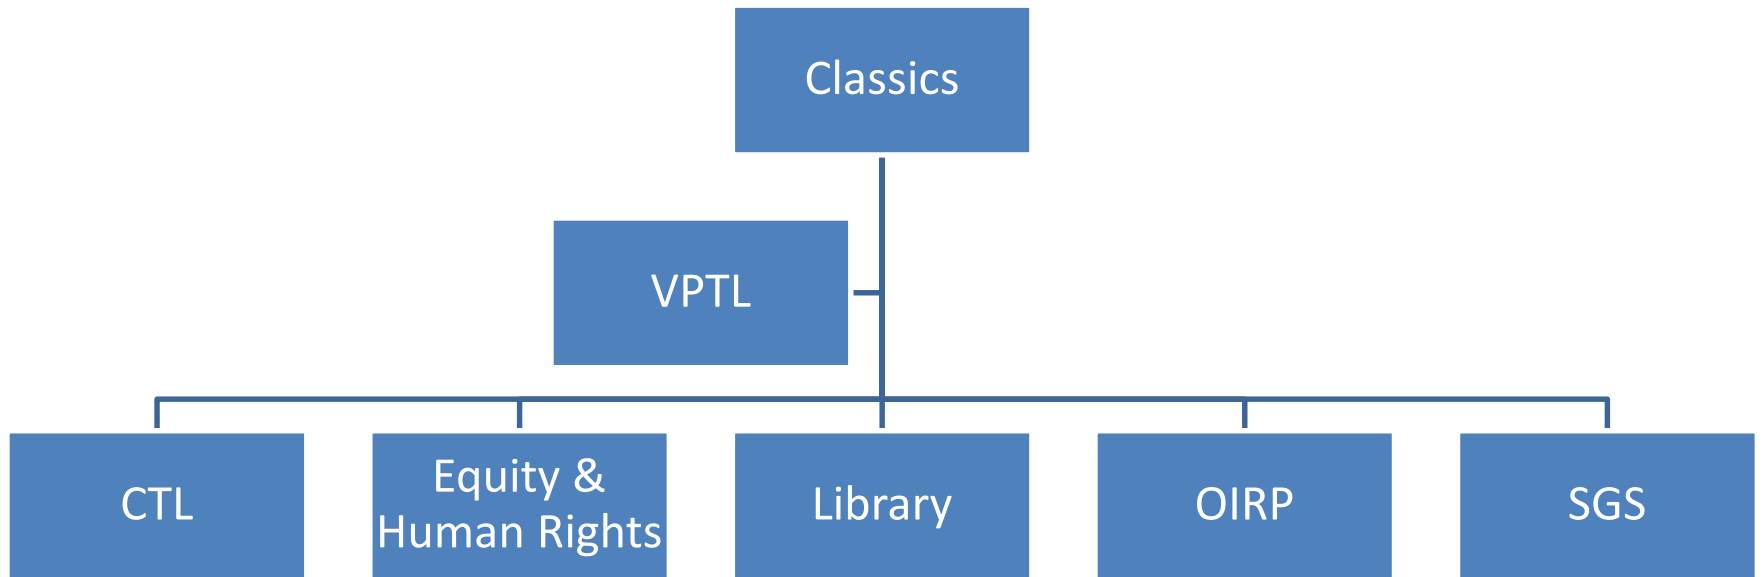 Classics
VPTL
CTL
Equity &
Human Rights
Library
OIRP
SGS